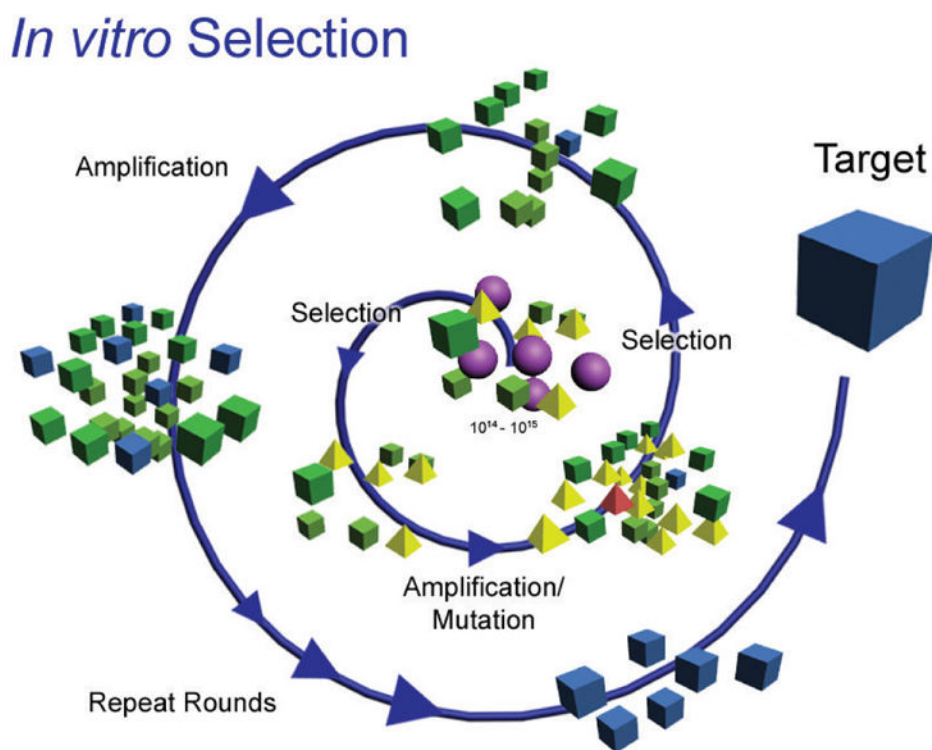 In vitro Selection
Amplification
Target
Selection
Selection
10¹⁴ - 10¹⁵
Amplification/
Mutation
Repeat Rounds